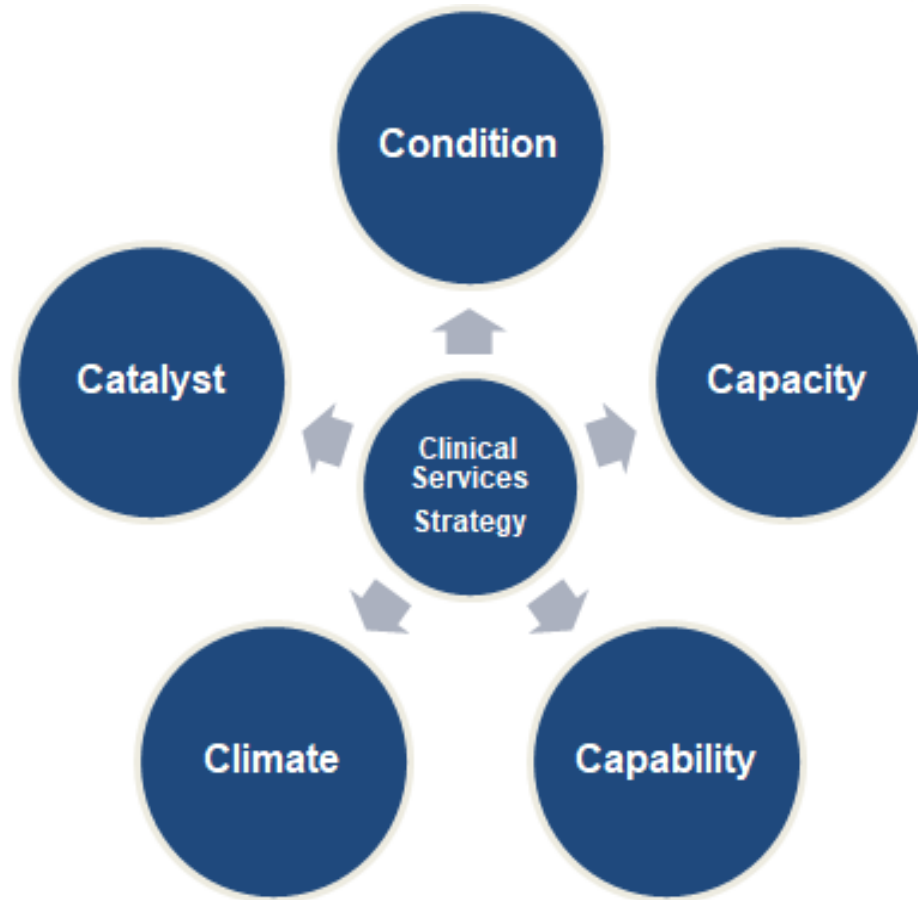 Condition
Catalyst
Capacity
Clinical
Services
Strategy
Climate
Capability